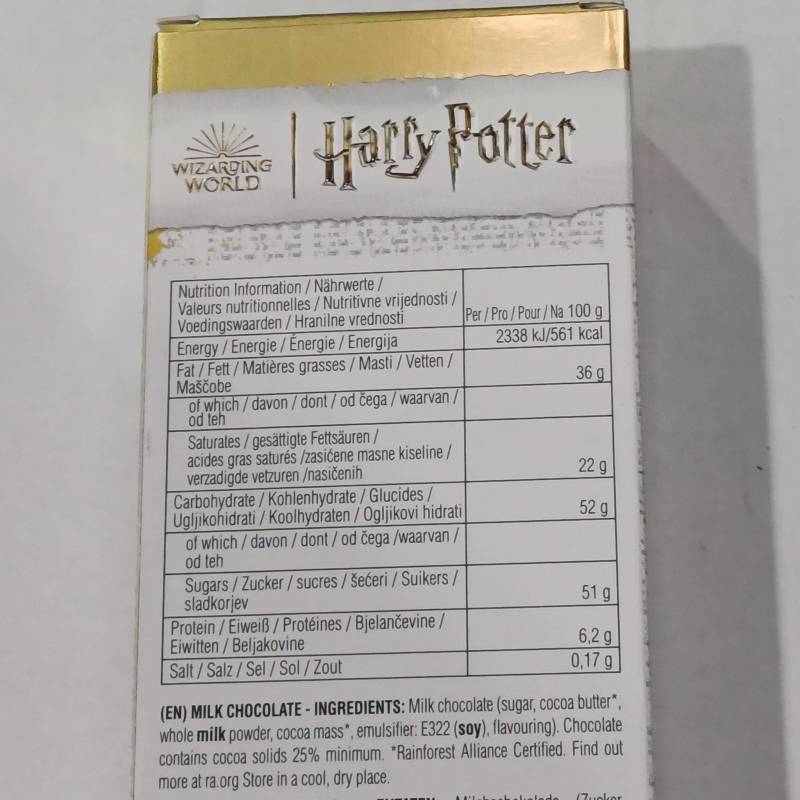 WIZARDING
WORLD
Harry Potter
Nutrition Information / Nährwerte /
Valeurs nutritionnelles / Nutritivne vrijednosti /
Voedingswaarden / Hranilne vrednosti
Per / Pro / Pour / Na 100 g
Energy / Energie / Énergie / Energija
2338 kJ/561 kcal
Fat / Fett / Matières grasses / Masti / Vetten /
Maščobe
36 g
of which / davon / dont / od čega / waarvan /
od teh
Saturates / gesättigte Fettsäuren /
acides gras saturés /zasićene masne kiseline /
verzadigde vetzuren /nasičenih
22 g
Carbohydrate / Kohlenhydrate / Glucides /
Ugljikohidrati / Koolhydraten / Ogljikovi hidrati
52 g
of which / davon / dont / od čega /waarvan /
od teh
Sugars / Zucker / sucres / šećeri / Suikers /
sladkorjev
51 g
Protein / Eiweiß / Protéines / Bjelančevine /
Eiwitten / Beljakovine
6,2 g
Salt / Salz / Sel / Sol / Zout
0,17 g
(EN) MILK CHOCOLATE - INGREDIENTS: Milk chocolate (sugar, cocoa butter*,
whole milk powder, cocoa mass*, emulsifier: E322 (soy), flavouring). Chocolate
contains cocoa solids 25% minimum. *Rainforest Alliance Certified. Find out
more at ra.org Store in a cool, dry place.